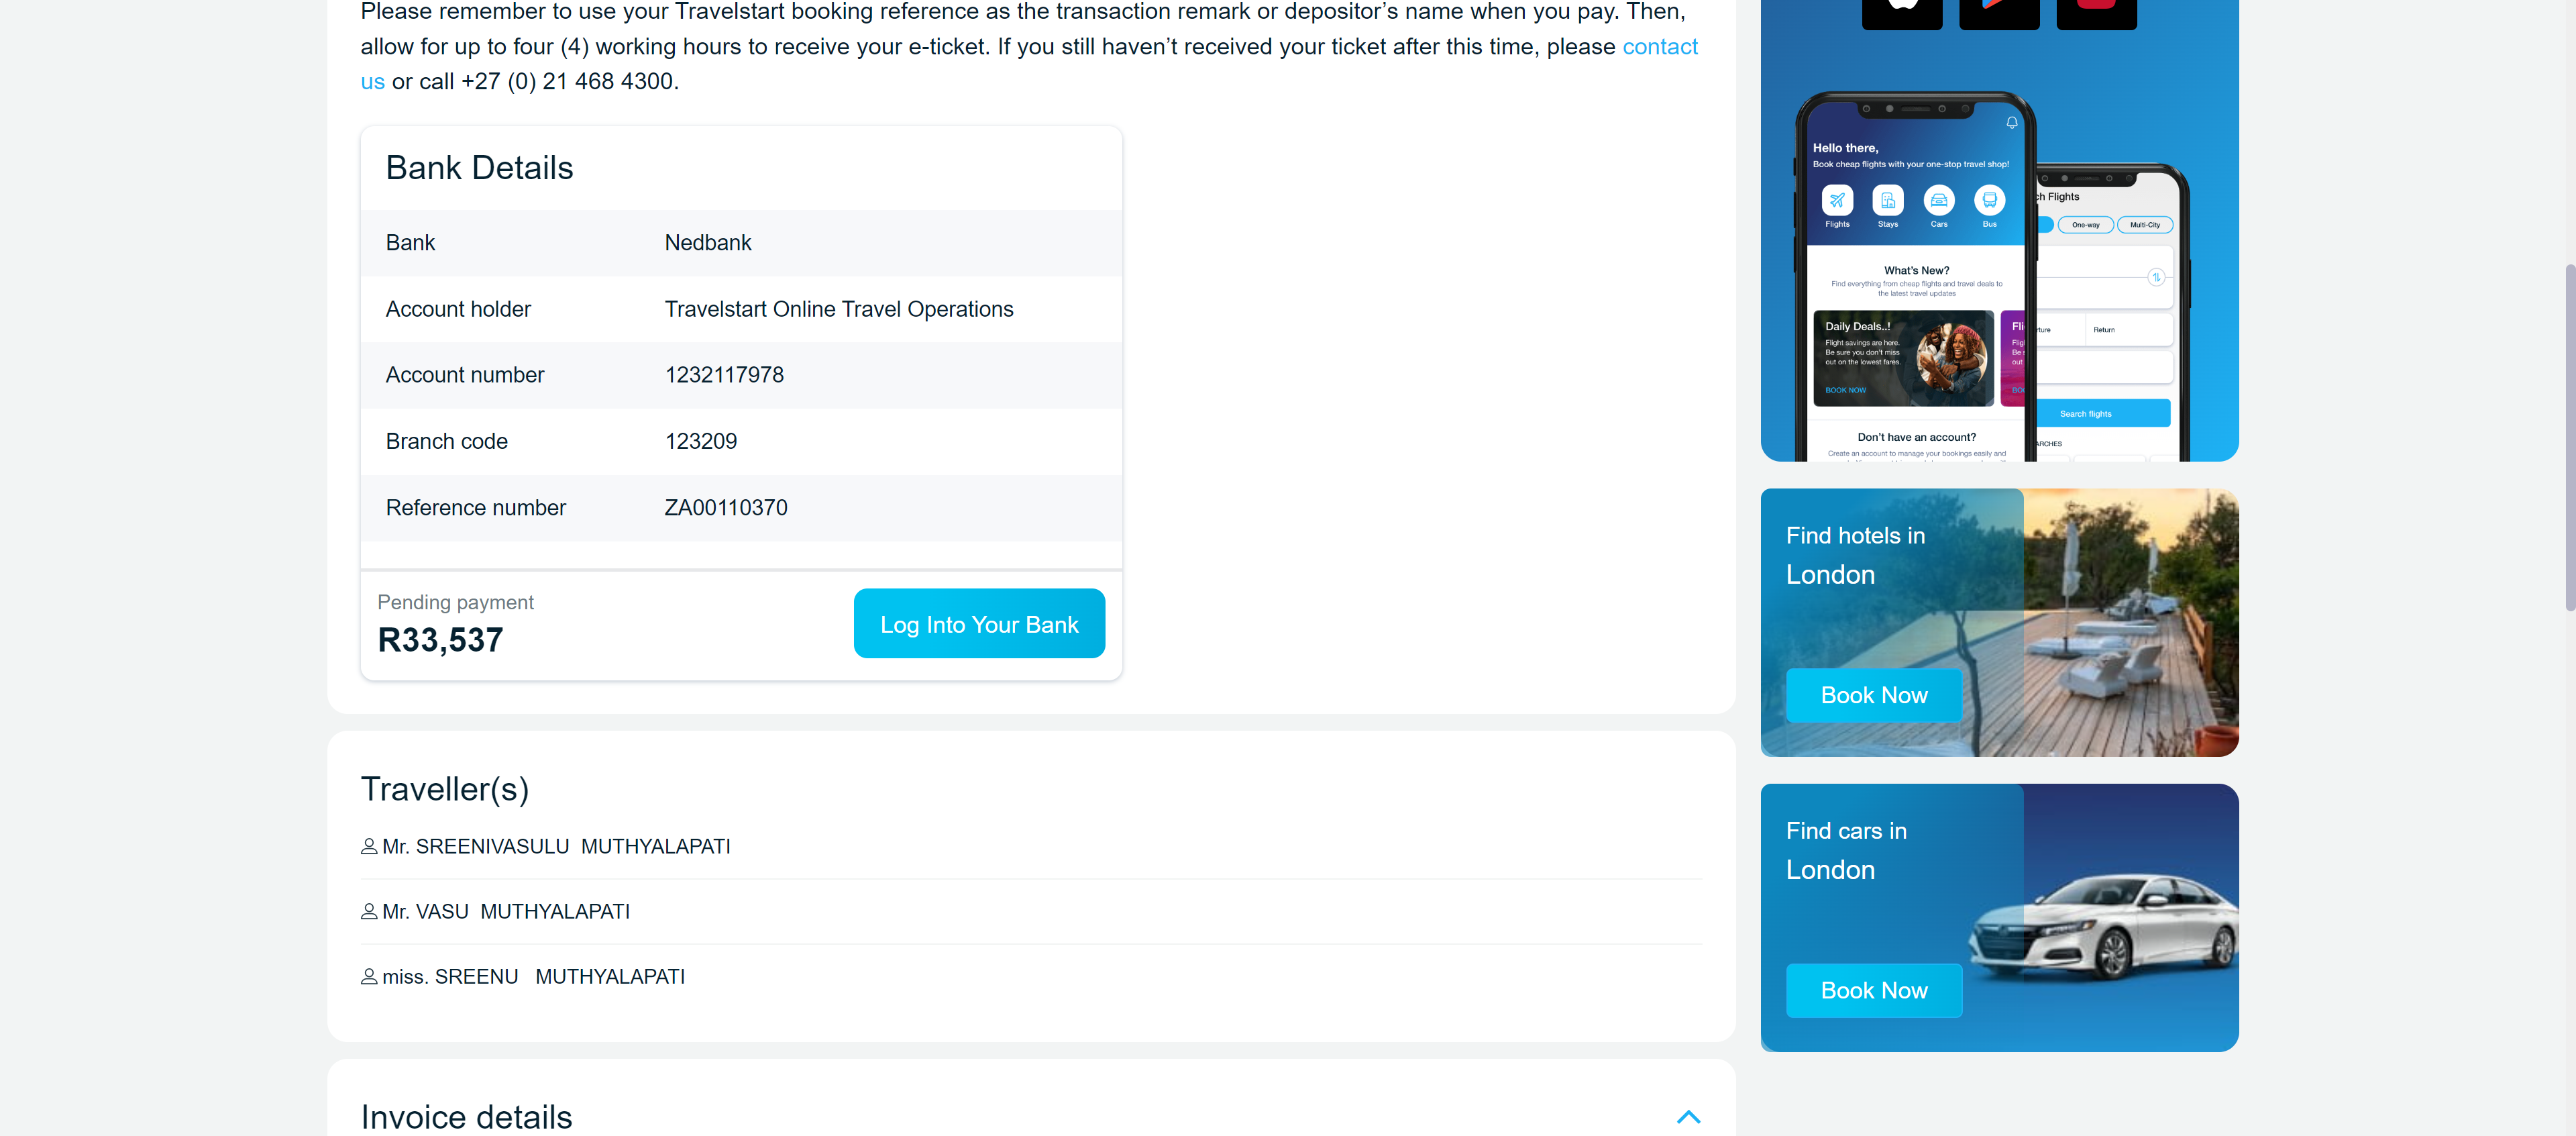 Please remember to use your Travelstart booking reference as the transaction remark or depositor’s name when you pay. Then,
allow for up to four (4) working hours to receive your e-ticket. If you still haven’t received your ticket after this time, please contact
us or call +27 (0) 21 468 4300.
Bank Details
Bank Nedbank
Account holder Travelstart Online Travel Operations
Account number 1232117978
Branch code 123209
Reference number ZA00110370
Pending payment
R33,537
Log Into Your Bank
Traveller(s)
Mr. SREENIVASULU MUTHYALAPATI
Mr. VASU MUTHYALAPATI
miss. SREENU MUTHYALAPATI
Invoice details
Hello there,
Book cheap flights with your one-stop travel shop!
Flights Stays Cars Bus
What’s New?
Find everything from cheap flights and travel deals to
the latest travel updates
Daily Deals..!
Flight savings are here.
Be sure you don’t miss
out on the lowest fares.
BOOK NOW
Don’t have an account?
Create an account to manage your bookings easily and
Flights
One-way Multi-City
Return
Search flights
Find hotels in
London
Book Now
Find cars in
London
Book Now